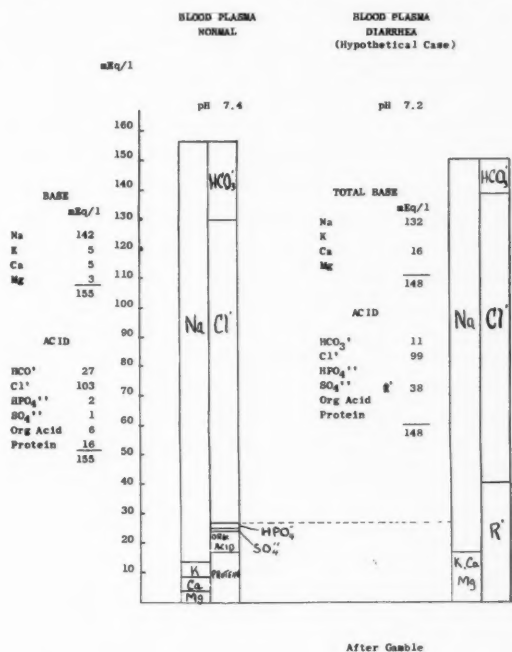 BLOOD PLASMA
NORMAL
BLOOD PLASMA
DIARRHEA
(Hypothetical Case)
mEq/l
pH 7.4
pH 7.2
160
150
140
130
120
110
100
90
80
70
60
50
40
30
20
10
BASE
mEq/l
Na 142
K 5
Ca 5
Mg 3
155
ACID
HCO' 27
Cl' 103
HPO₄'' 2
SO₄'' 1
Org Acid 6
Protein 16
155
Na
HCO₃'
Cl'
HPO₄''
SO₄''
ORG.
ACID
PROTEIN
K
Ca
Mg
TOTAL BASE
mEq/l
Na 132
K
Ca 16
Mg
148
ACID
HCO₃' 11
Cl' 99
HPO₄''
SO₄'' R' 38
Org Acid
Protein
148
Na
HCO₃'
Cl'
R'
K, Ca
Mg
After Gamble